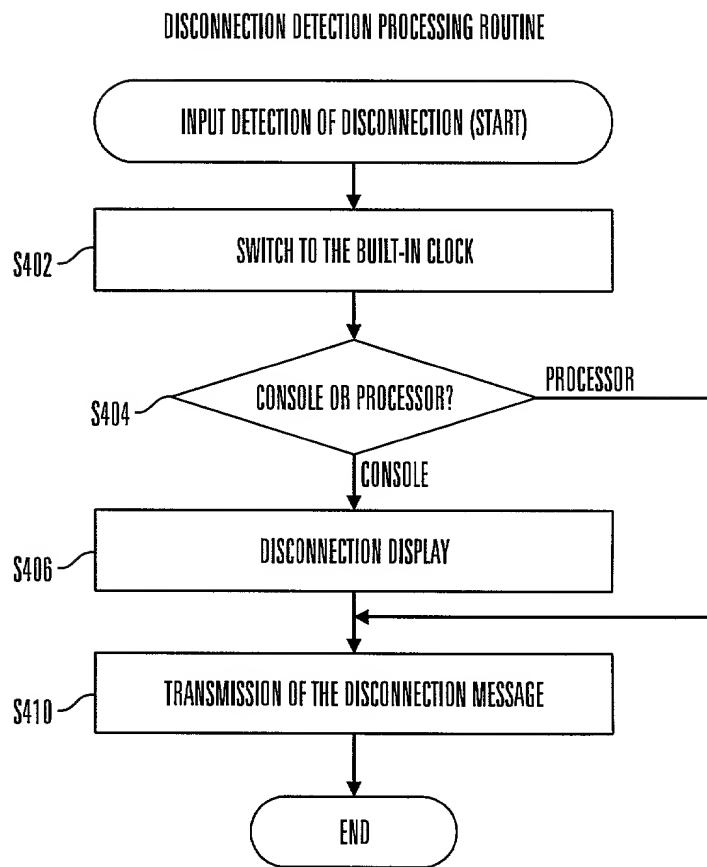 DISCONNECTION DETECTION PROCESSING ROUTINE
INPUT DETECTION OF DISCONNECTION (START)
SWITCH TO THE BUILT-IN CLOCK
S402
CONSOLE OR PROCESSOR?
PROCESSOR
S404
CONSOLE
DISCONNECTION DISPLAY
S406
TRANSMISSION OF THE DISCONNECTION MESSAGE
S410
END